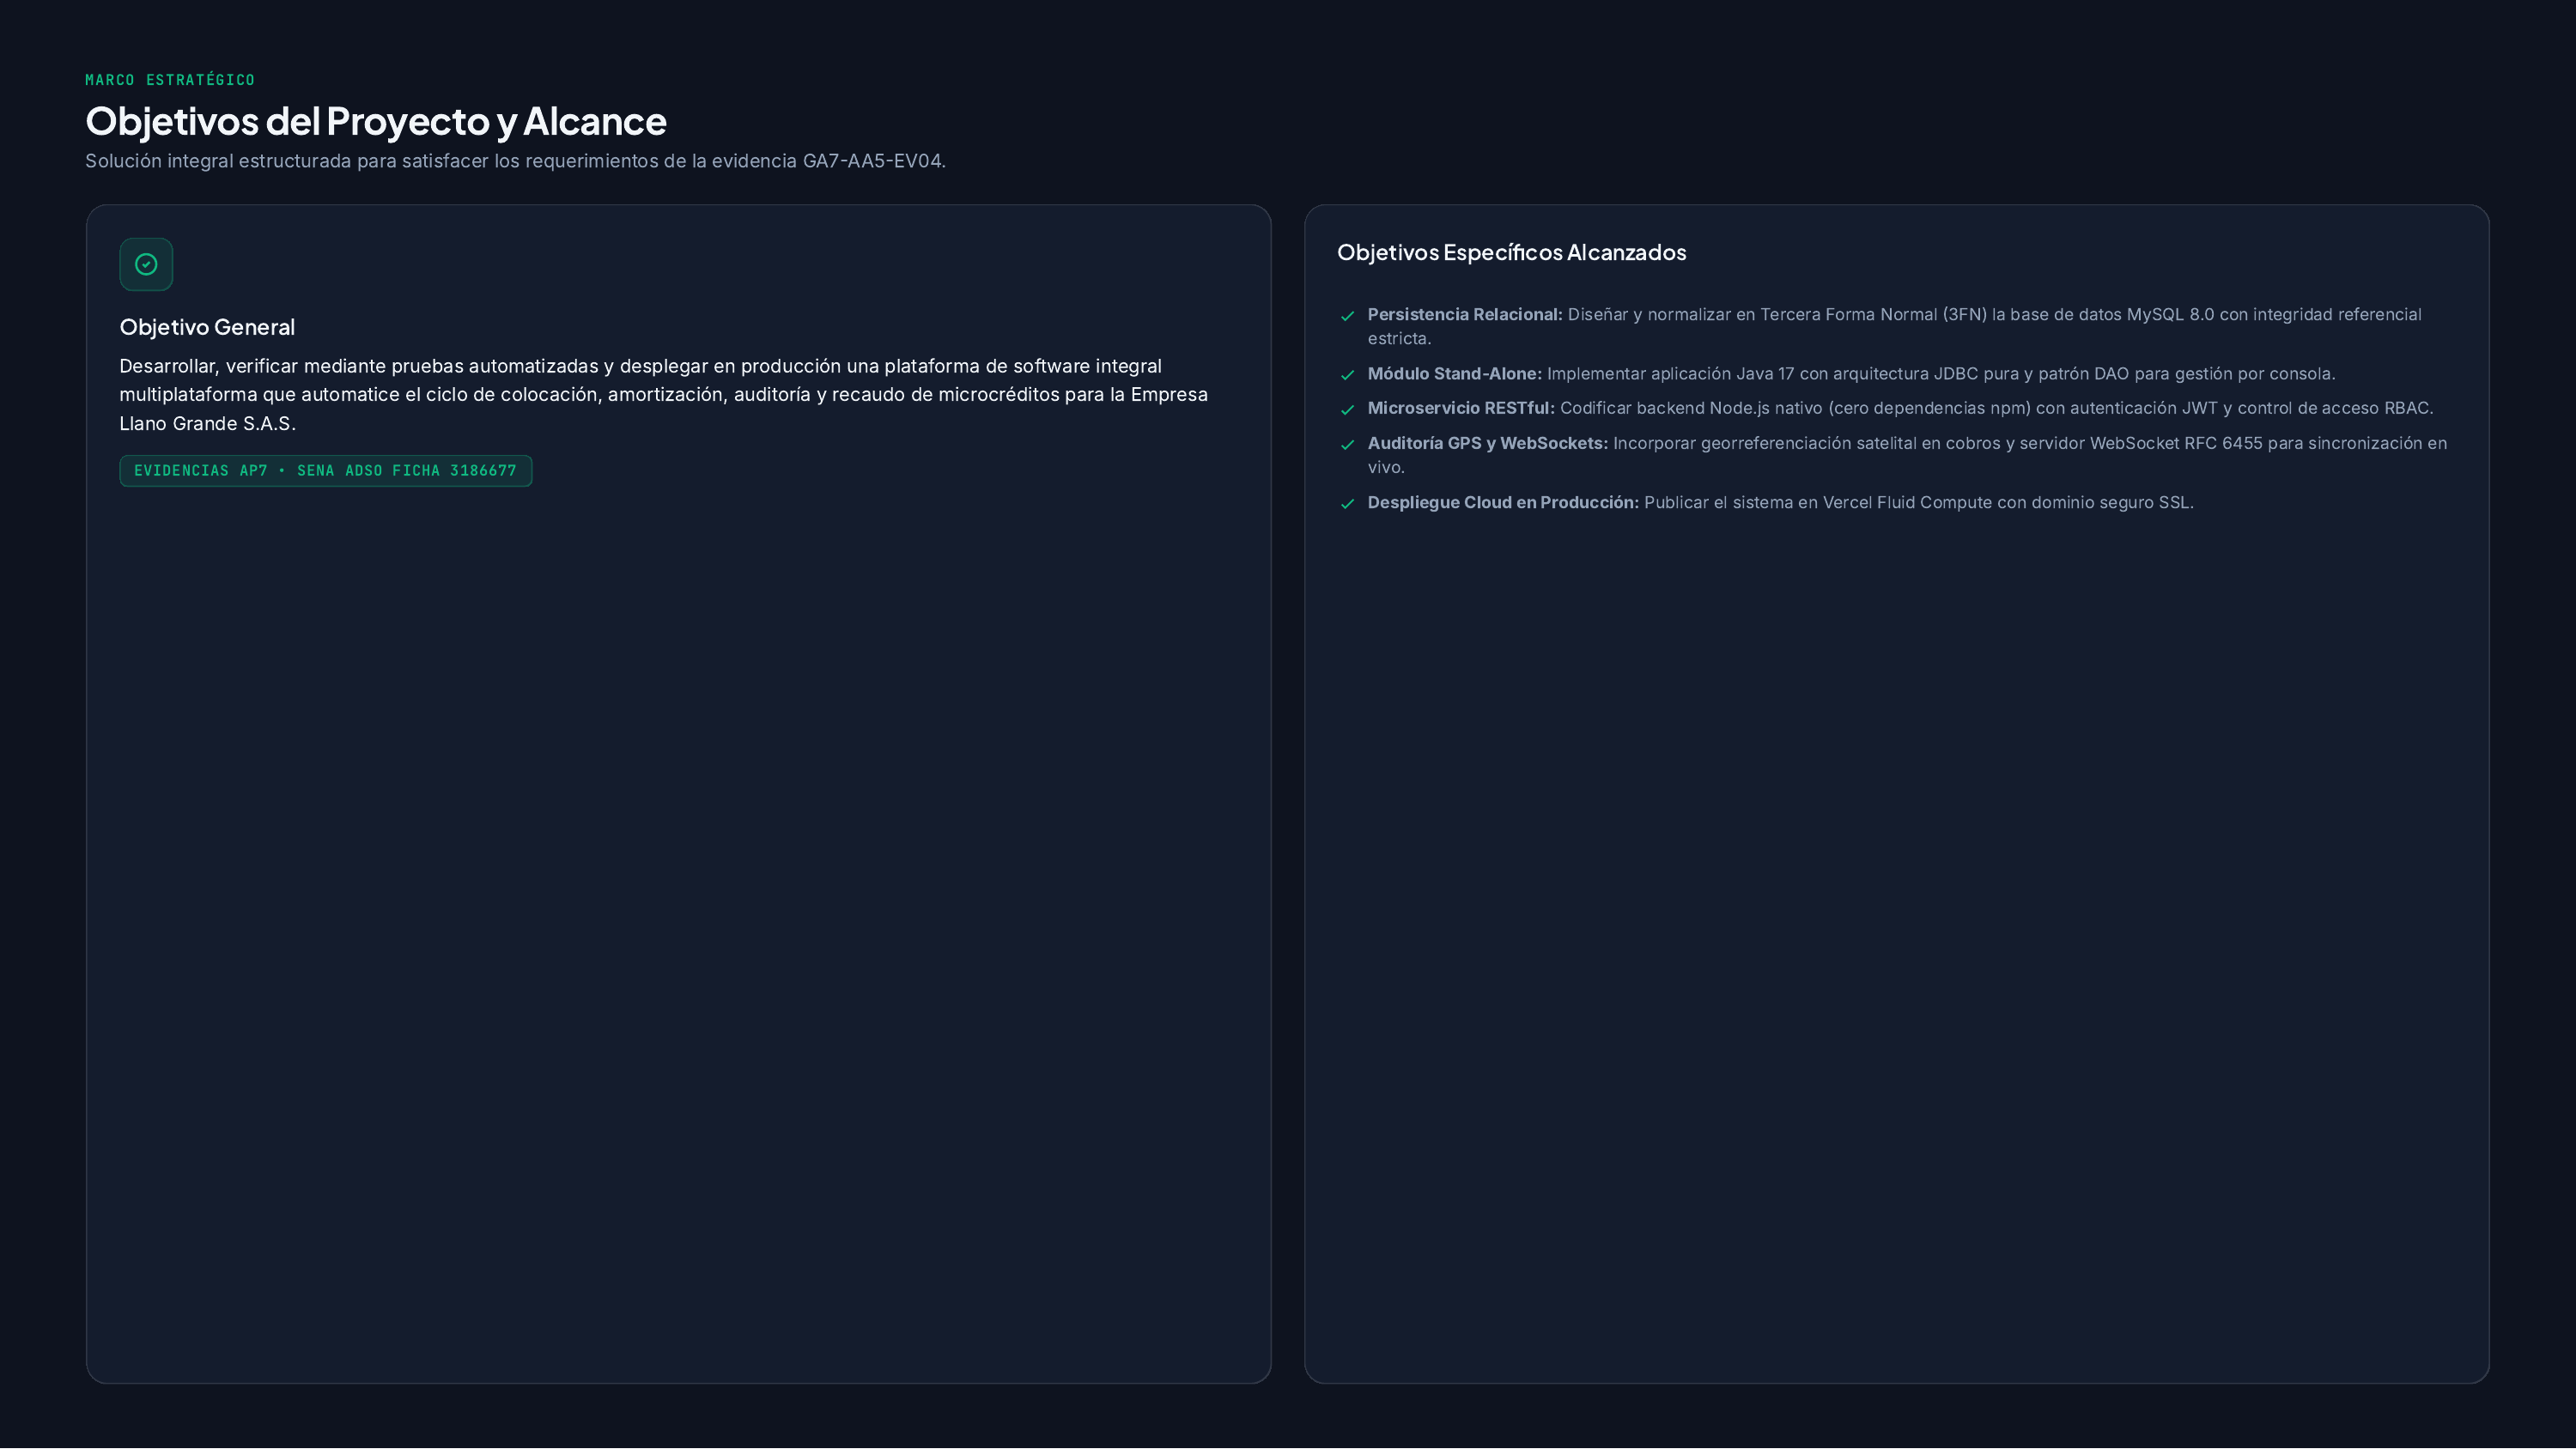 MARCO ESTRATÉGICO
Objetivos del Proyecto y Alcance
Solución integral estructurada para satisfacer los requerimientos de la evidencia GA7-AA5-EV04.
Objetivo General
Desarrollar, verificar mediante pruebas automatizadas y desplegar en producción una plataforma de software integral
multiplataforma que automatice el ciclo de colocación, amortización, auditoría y recaudo de microcréditos para la Empresa
Llano Grande S.A.S.
EVIDENCIAS AP7 • SENA ADSO FICHA 3186677
Objetivos Específicos Alcanzados
Persistencia Relacional: Diseñar y normalizar en Tercera Forma Normal (3FN) la base de datos MySQL 8.0 con integridad referencial
estricta.
Módulo Stand-Alone: Implementar aplicación Java 17 con arquitectura JDBC pura y patrón DAO para gestión por consola.
Microservicio RESTful: Codificar backend Node.js nativo (cero dependencias npm) con autenticación JWT y control de acceso RBAC.
Auditoría GPS y WebSockets: Incorporar georreferenciación satelital en cobros y servidor WebSocket RFC 6455 para sincronización en
vivo.
Despliegue Cloud en Producción: Publicar el sistema en Vercel Fluid Compute con dominio seguro SSL.